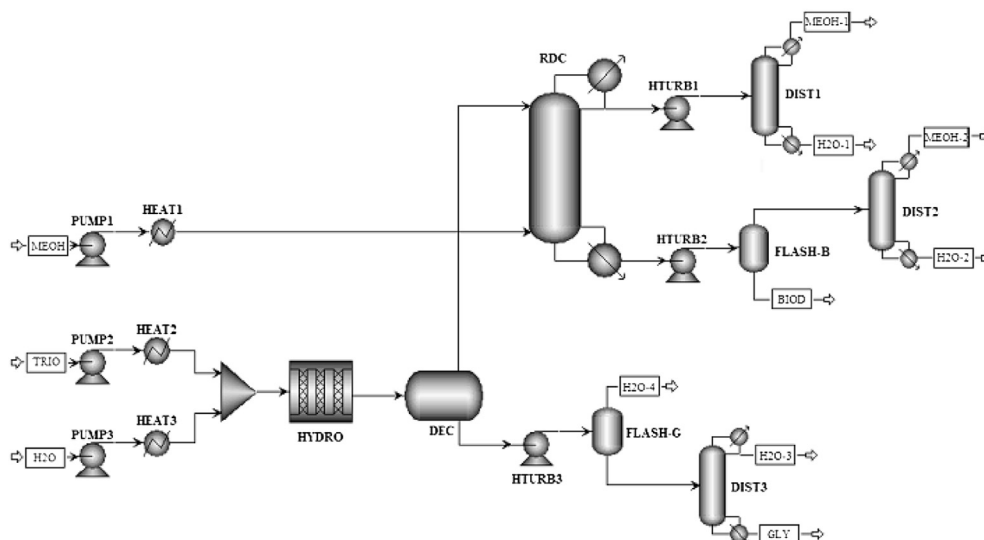 MEOH-1
RDC
HTURB1
DIST1
H2O-1
MEOH-2
PUMP1
HEAT1
MEOH
DIST2
HTURB2
FLASH-B
H2O-2
BIOD
PUMP2
HEAT2
TRIO
H2O-4
PUMP3
HEAT3
HYDRO
DEC
FLASH-G
H2O
HTURB3
H2O-3
DIST3
GLY